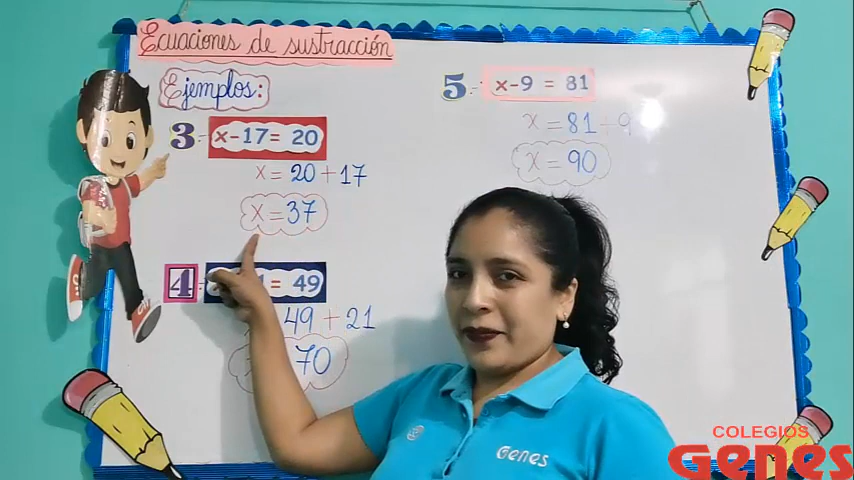 Ecuaciones de sustracción
Ejemplos:
3 x-17= 20
x = 20 + 17
x = 37
4 = 49
49 + 21
70
5 x-9 = 81
x = 81 + 9
x = 90
Genes
COLEGIOS
Genes